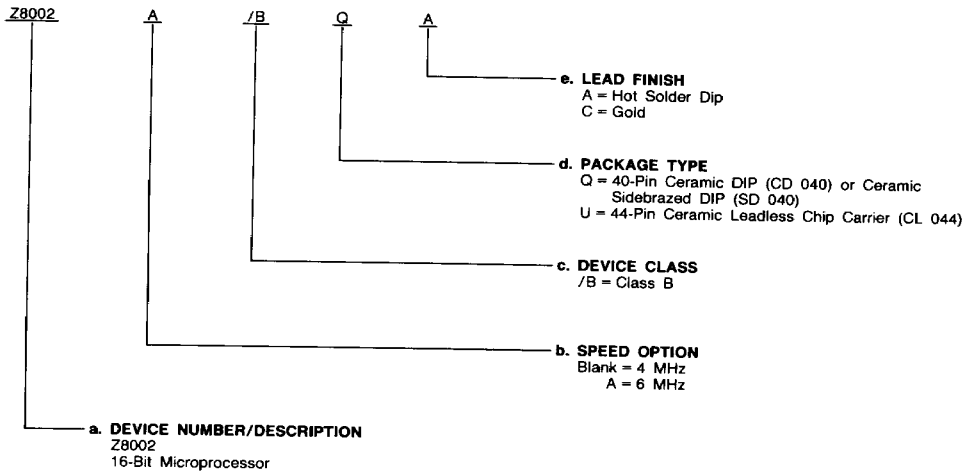 Z8002 A /B Q A
e. LEAD FINISH
A = Hot Solder Dip
C = Gold
d. PACKAGE TYPE
Q = 40-Pin Ceramic DIP (CD 040) or Ceramic
Sidebrazed DIP (SD 040)
U = 44-Pin Ceramic Leadless Chip Carrier (CL 044)
c. DEVICE CLASS
/B = Class B
b. SPEED OPTION
Blank = 4 MHz
A = 6 MHz
a. DEVICE NUMBER/DESCRIPTION
Z8002
16-Bit Microprocessor